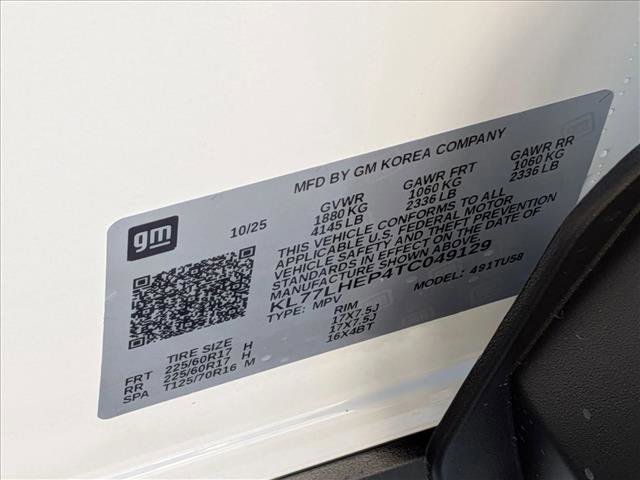 MFD BY GM KOREA COMPANY
gm
10/25
GVWR
1880 KG
4145 LB
GAWR FRT
1060 KG
2336 LB
GAWR RR
1060 KG
2336 LB
THIS VEHICLE CONFORMS TO ALL
APPLICABLE U.S. FEDERAL MOTOR
VEHICLE SAFETY AND THEFT PREVENTION
STANDARDS IN EFFECT ON THE DATE OF
MANUFACTURE SHOWN ABOVE.
KL77LHEP4TC049129
TYPE: MPV
MODEL: 491TU58
TIRE SIZE
RIM
FRT 225/60R17 H 17X7.5J
RR 225/60R17 H 17X7.5J
SPA T125/70R16 M 16X4BT